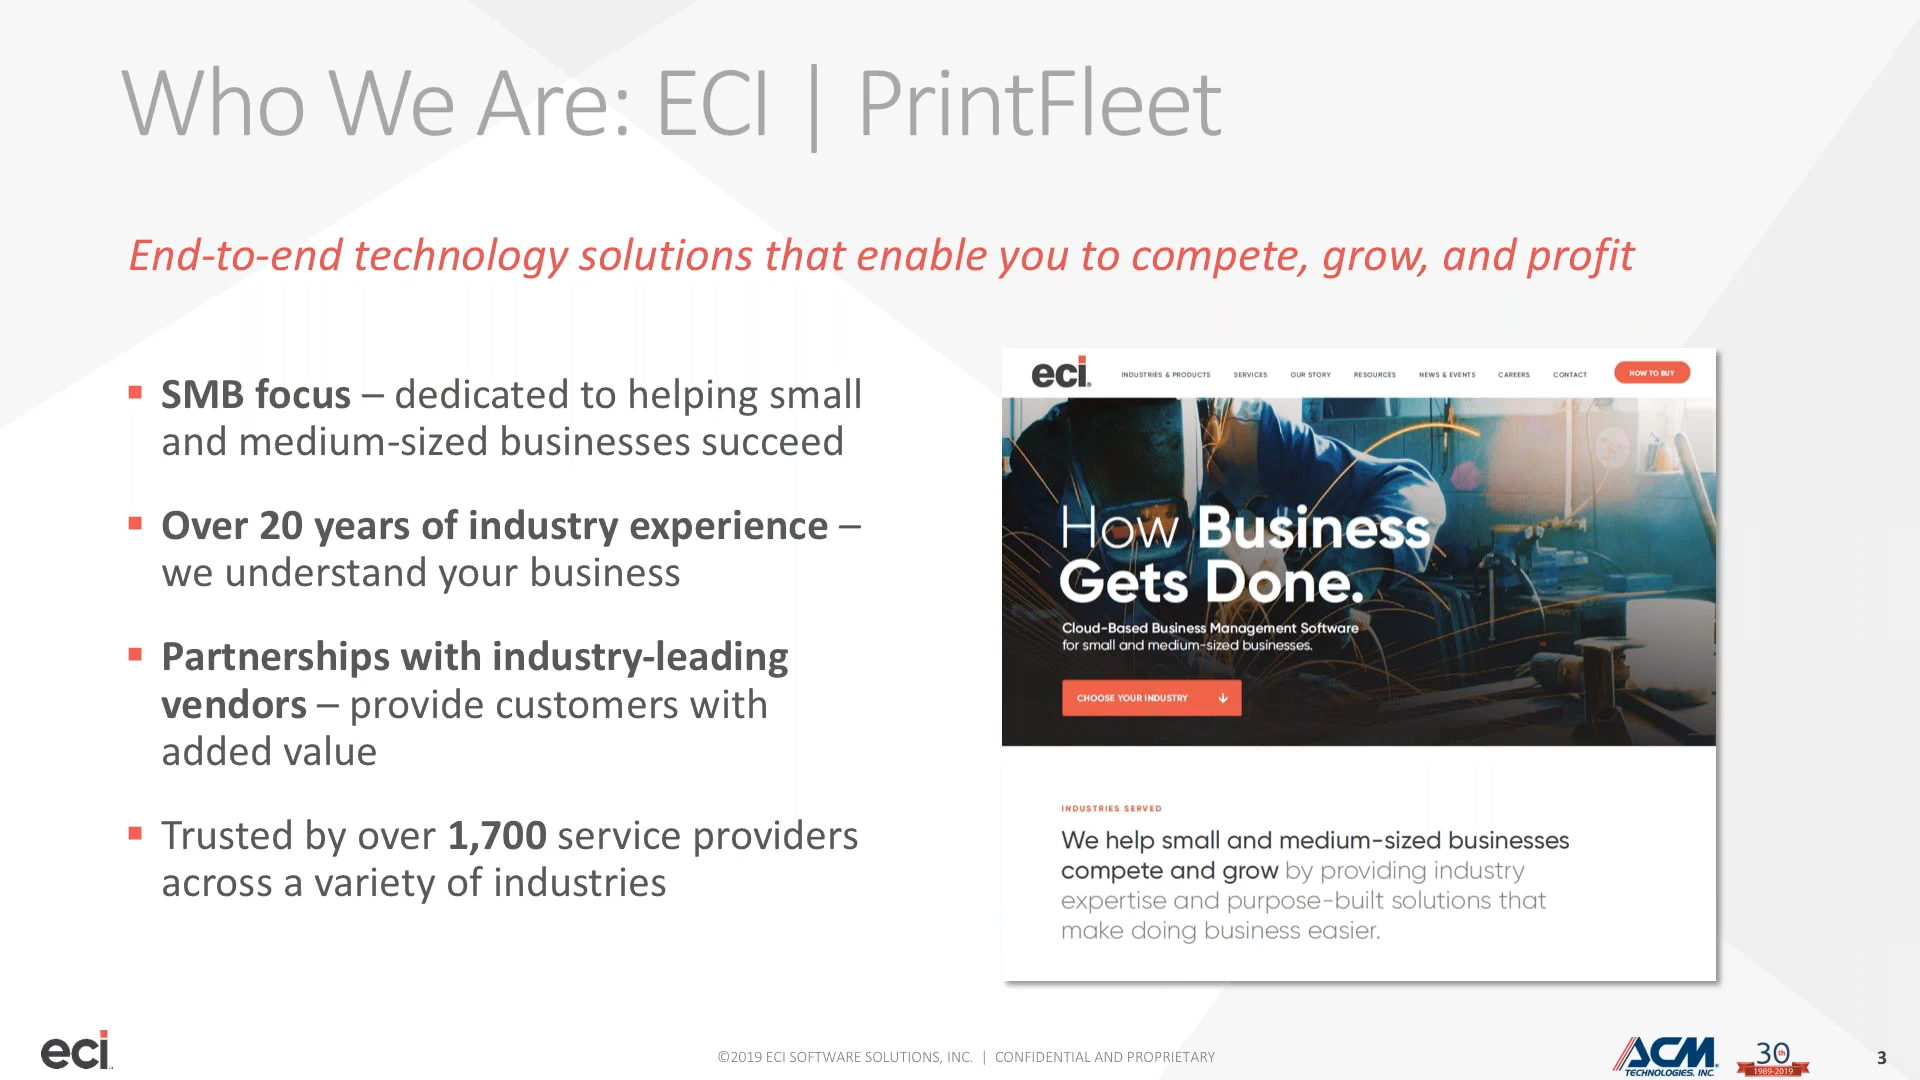 Who We Are: ECI | PrintFleet
End-to-end technology solutions that enable you to compete, grow, and profit
▪ SMB focus – dedicated to helping small
and medium-sized businesses succeed
▪ Over 20 years of industry experience –
we understand your business
▪ Partnerships with industry-leading
vendors – provide customers with
added value
▪ Trusted by over 1,700 service providers
across a variety of industries
eci
INDUSTRIES & PRODUCTS SERVICES OUR STORY RESOURCES NEWS & EVENTS CAREERS CONTACT HOW TO BUY
How Business
Gets Done.
Cloud-Based Business Management Software
for small and medium-sized businesses.
CHOOSE YOUR INDUSTRY
INDUSTRIES SERVED
We help small and medium-sized businesses
compete and grow by providing industry
expertise and purpose-built solutions that
make doing business easier.
eci
©2019 ECI SOFTWARE SOLUTIONS, INC. | CONFIDENTIAL AND PROPRIETARY
ACM
TECHNOLOGIES, INC.
30th
1989-2019
3